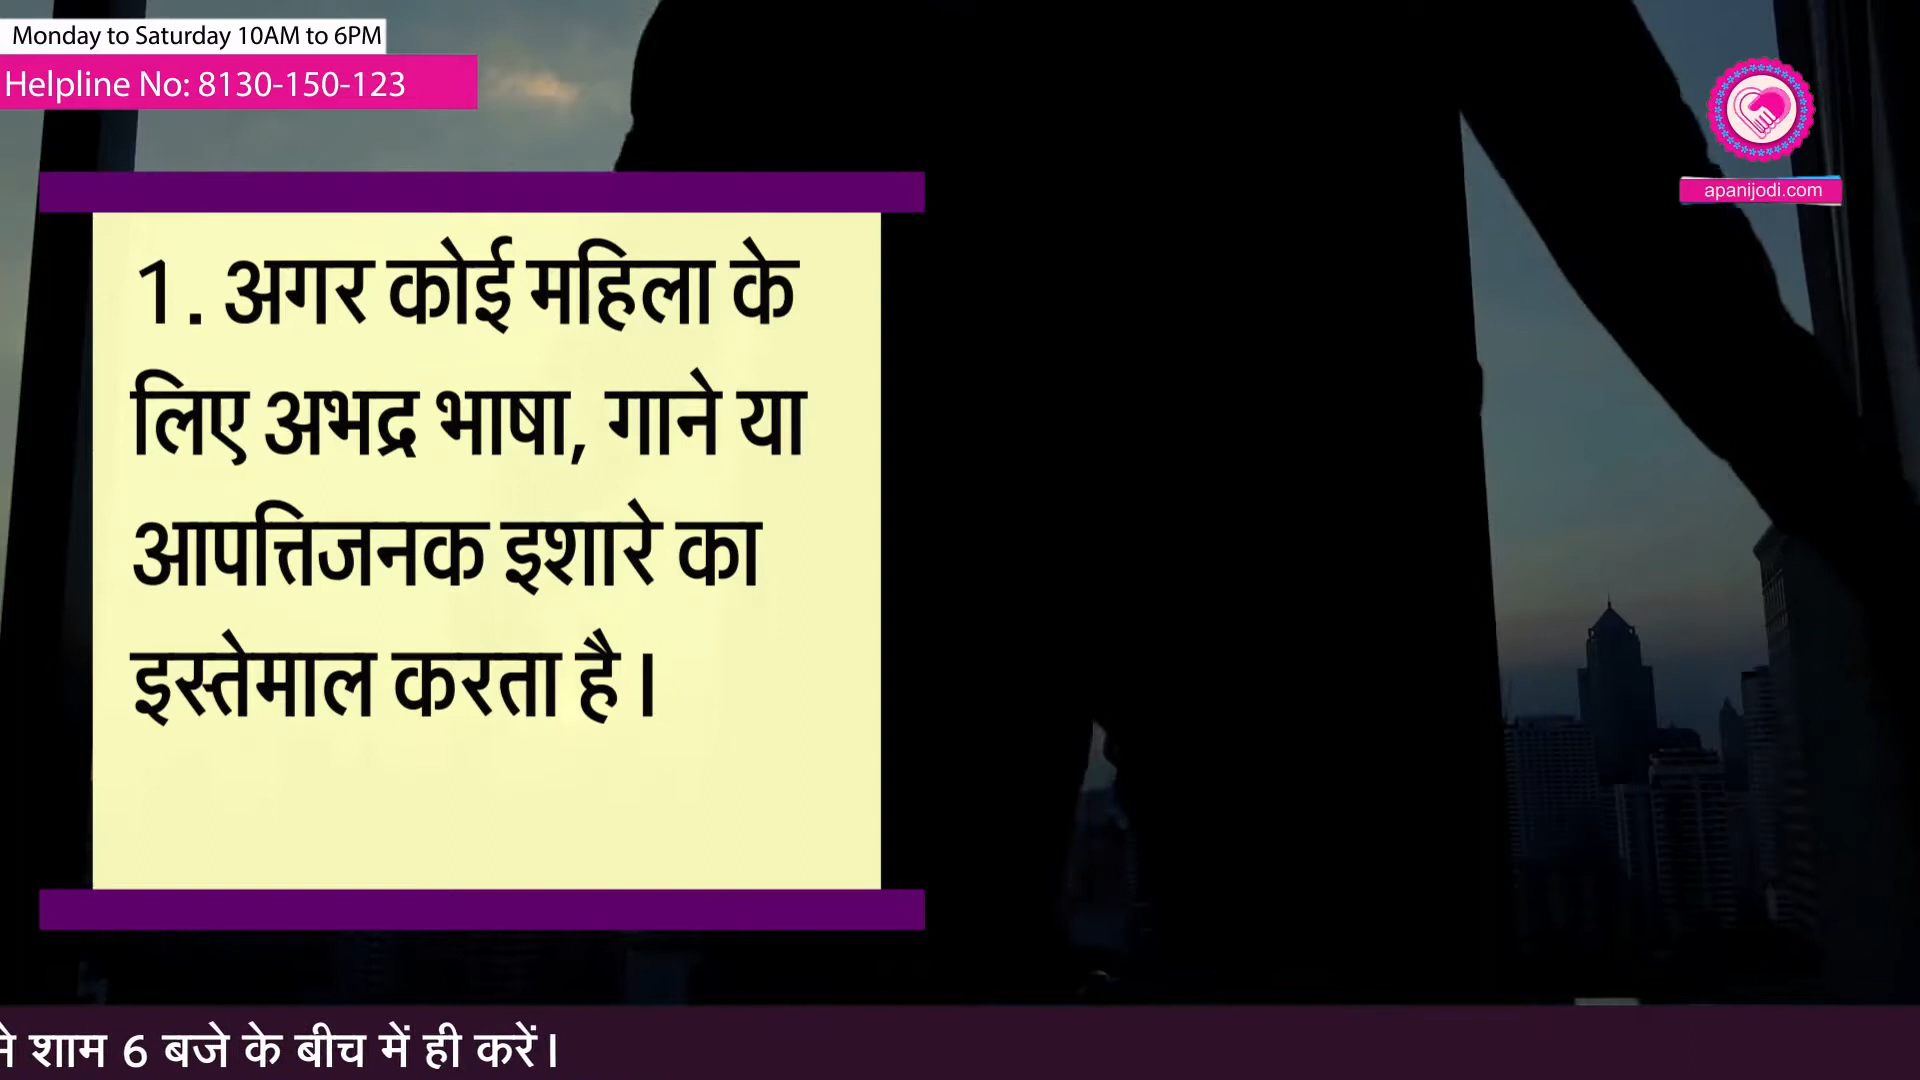 Monday to Saturday 10AM to 6PM
Helpline No: 8130-150-123
apanijodi.com
1. अगर कोई महिला के
लिए अभद्र भाषा, गाने या
आपत्तिजनक इशारे का
इस्तेमाल करता है।
शाम 6 बजे के बीच में ही करें।